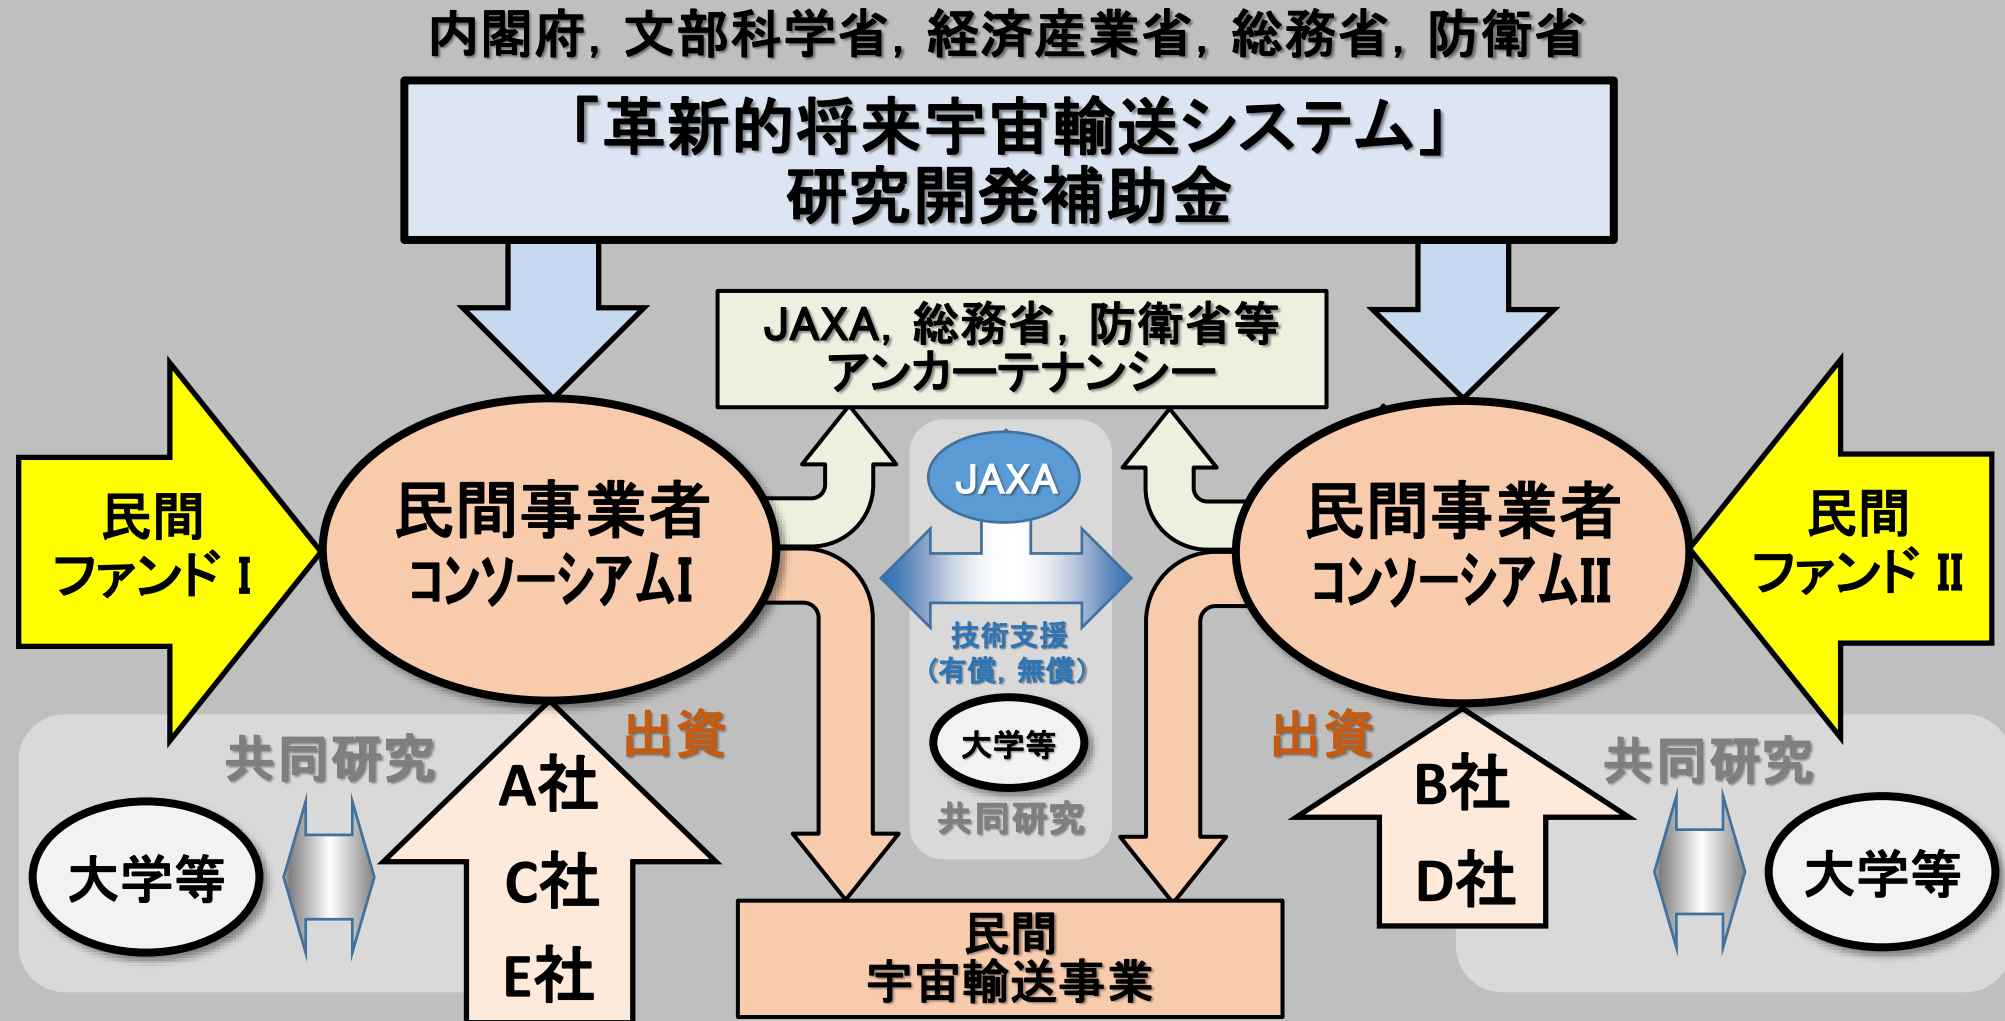 内閣府, 文部科学省, 経済産業省, 総務省, 防衛省
「革新的将来宇宙輸送システム」
研究開発補助金
JAXA, 総務省, 防衛省等
アンカーテナンシー
民間
ファンド I
民間事業者
コンソーシアムI
JAXA
技術支援
(有償, 無償)
大学等
共同研究
民間事業者
コンソーシアムII
民間
ファンド II
共同研究
大学等
出資
A社
C社
E社
出資
B社
D社
共同研究
大学等
民間
宇宙輸送事業